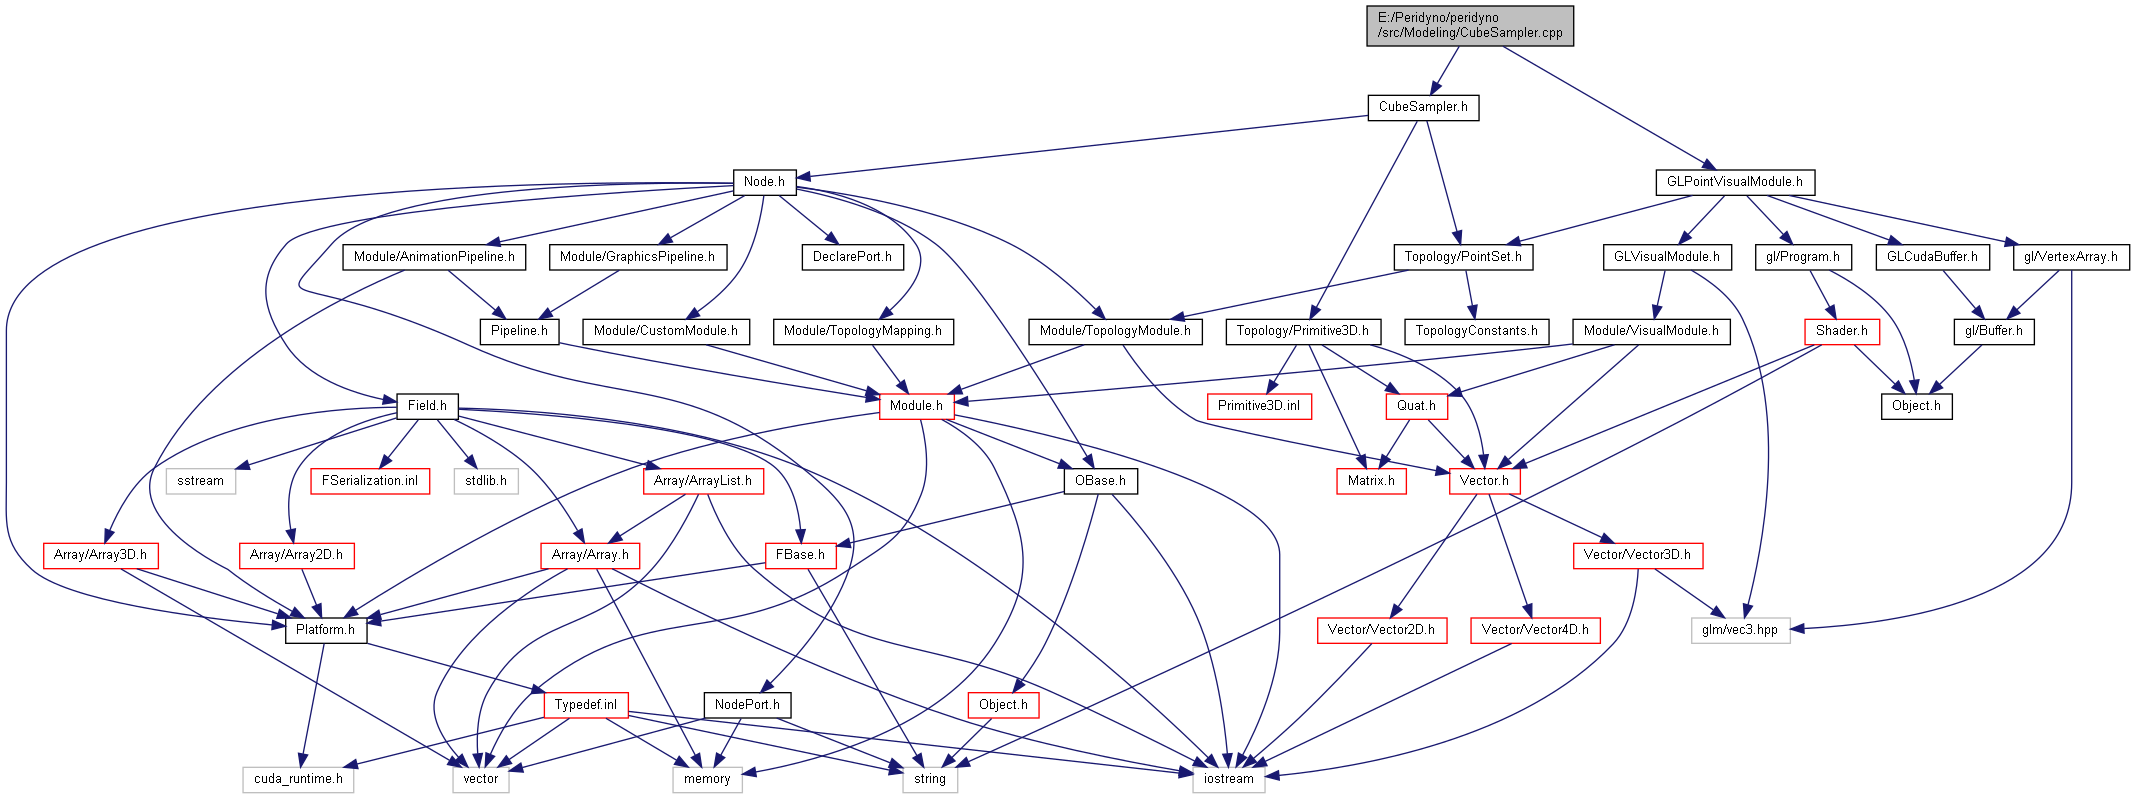 E:/Peridyno/peridyno
/src/Modeling/CubeSampler.cpp
CubeSampler.h
Node.h
GLPointVisualModule.h
Module/AnimationPipeline.h
Module/GraphicsPipeline.h
DeclarePort.h
Topology/PointSet.h
GLVisualModule.h
gl/Program.h
GLCudaBuffer.h
gl/VertexArray.h
Pipeline.h
Module/CustomModule.h
Module/TopologyMapping.h
Module/TopologyModule.h
Topology/Primitive3D.h
TopologyConstants.h
Module/VisualModule.h
Shader.h
gl/Buffer.h
Field.h
Module.h
Primitive3D.inl
Quat.h
Object.h
sstream
FSerialization.inl
stdlib.h
Array/ArrayList.h
OBase.h
Matrix.h
Vector.h
Array/Array3D.h
Array/Array2D.h
Array/Array.h
FBase.h
Vector/Vector3D.h
Platform.h
Vector/Vector2D.h
Vector/Vector4D.h
glm/vec3.hpp
Typedef.inl
NodePort.h
Object.h
cuda_runtime.h
vector
memory
string
iostream